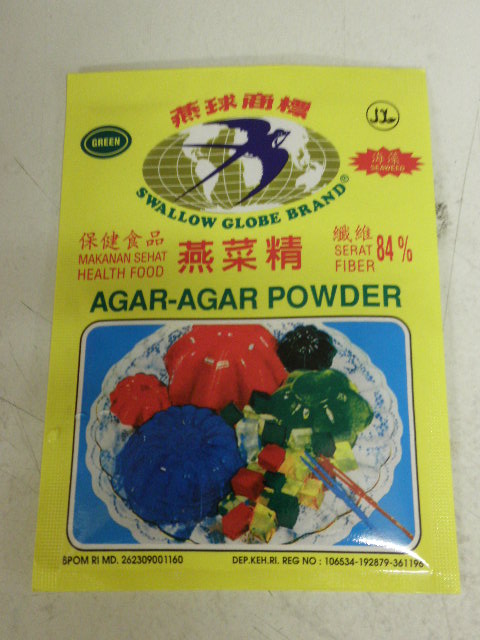 燕球商標
GREEN
海藻
SEAWEED
SWALLOW GLOBE BRAND®
保健食品
MAKANAN SEHAT
HEALTH FOOD
燕菜精
纖維
SERAT
FIBER
84 %
AGAR-AGAR POWDER
BPOM RI MD. 262309001160
DEP.KEH.RI. REG NO : 106534-192879-361196